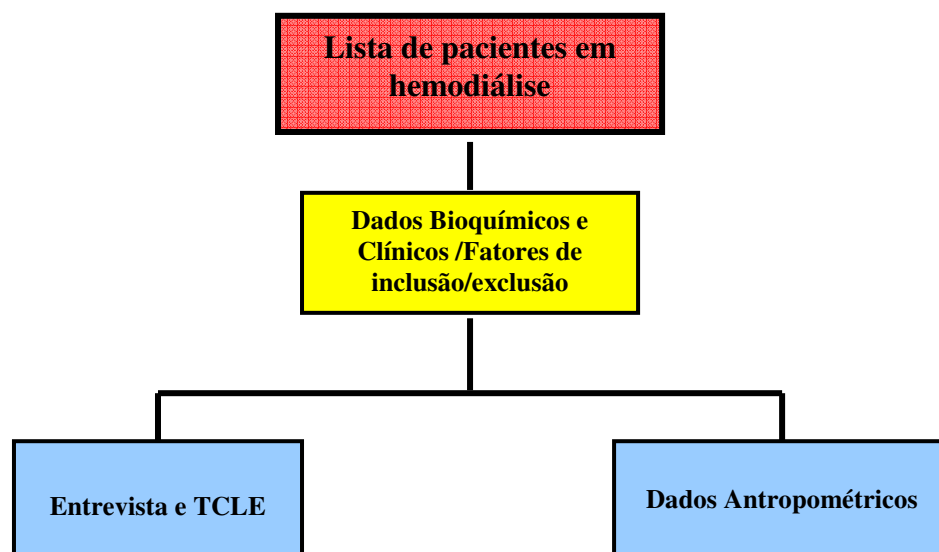 Lista de pacientes em
hemodiálise
Dados Bioquímicos e
Clínicos /Fatores de
inclusão/exclusão
Entrevista e TCLE
Dados Antropométricos